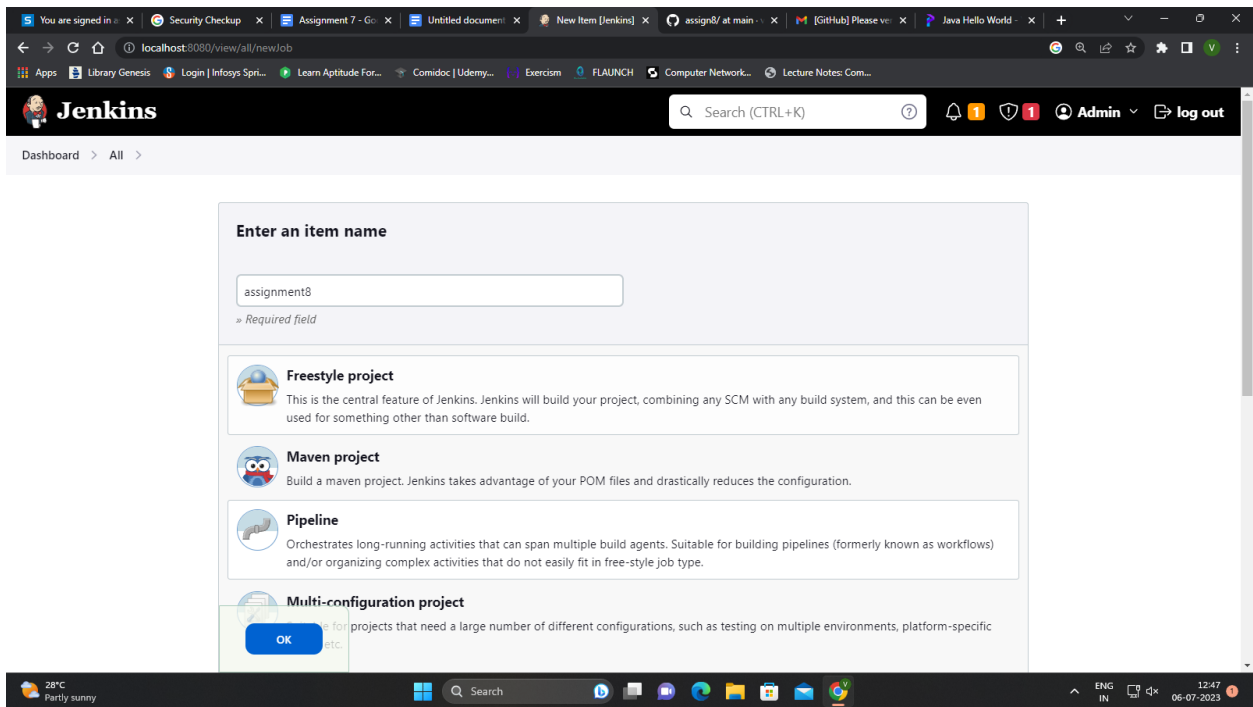 You are signed in a
Security Checkup
Assignment 7 - Go
Untitled document
New Item [Jenkins]
assign8/ at main · v
[GitHub] Please ver
Java Hello World -
localhost:8080/view/all/newJob
V
Apps
Library Genesis
Login | Infosys Spri...
Learn Aptitude For...
Comidoc | Udemy...
Exercism
FLAUNCH
Computer Network...
Lecture Notes: Com...
Jenkins
Search (CTRL+K)
1
1
Admin
log out
Dashboard > All >
Enter an item name
assignment8
» Required field
Freestyle project
This is the central feature of Jenkins. Jenkins will build your project, combining any SCM with any build system, and this can be even
used for something other than software build.
Maven project
Build a maven project. Jenkins takes advantage of your POM files and drastically reduces the configuration.
Pipeline
Orchestrates long-running activities that can span multiple build agents. Suitable for building pipelines (formerly known as workflows)
and/or organizing complex activities that do not easily fit in free-style job type.
Multi-configuration project
for projects that need a large number of different configurations, such as testing on multiple environments, platform-specific
etc.
OK
28°C
Partly sunny
Search
ENG
IN
12:47
06-07-2023
1